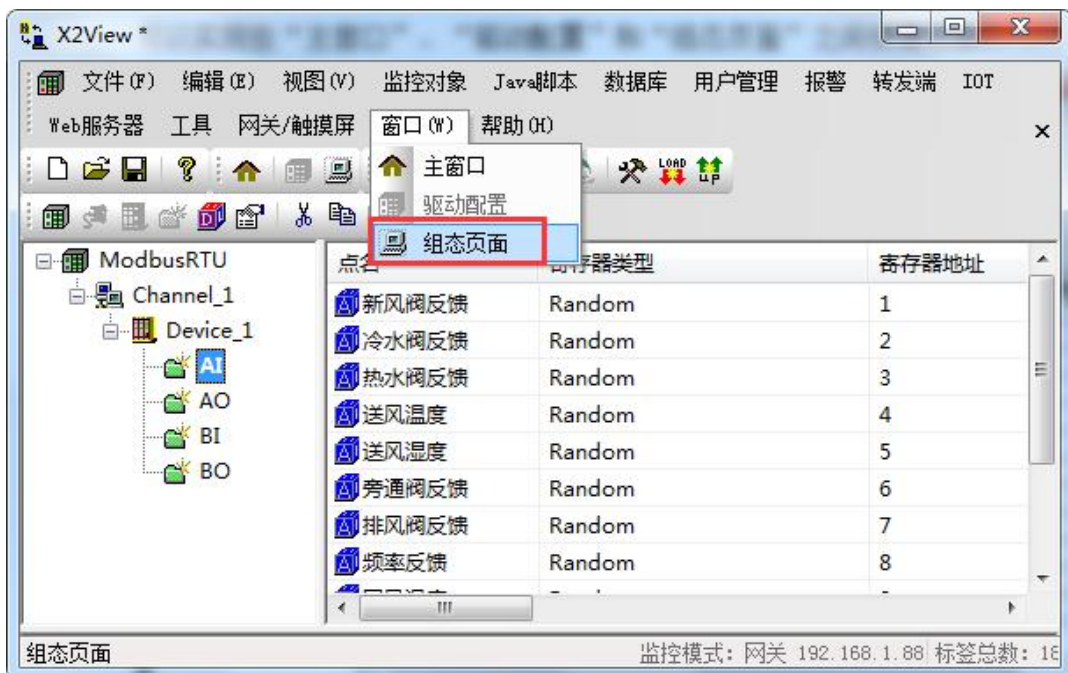 X2View *
文件(F) 编辑(E) 视图(V) 监控对象 Java脚本 数据库 用户管理 报警 转发端 IOT
Web服务器 工具 网关/触摸屏 窗口(W) 帮助(H)
LOAD
UP
主窗口
驱动配置
组态页面
ModbusRTU
Channel_1
Device_1
AI
AO
BI
BO
点名 寄存器类型 寄存器地址
新风阀反馈 Random 1
冷水阀反馈 Random 2
热水阀反馈 Random 3
送风温度 Random 4
送风湿度 Random 5
旁通阀反馈 Random 6
排风阀反馈 Random 7
频率反馈 Random 8
组态页面 监控模式: 网关 192.168.1.88 标签总数: 18